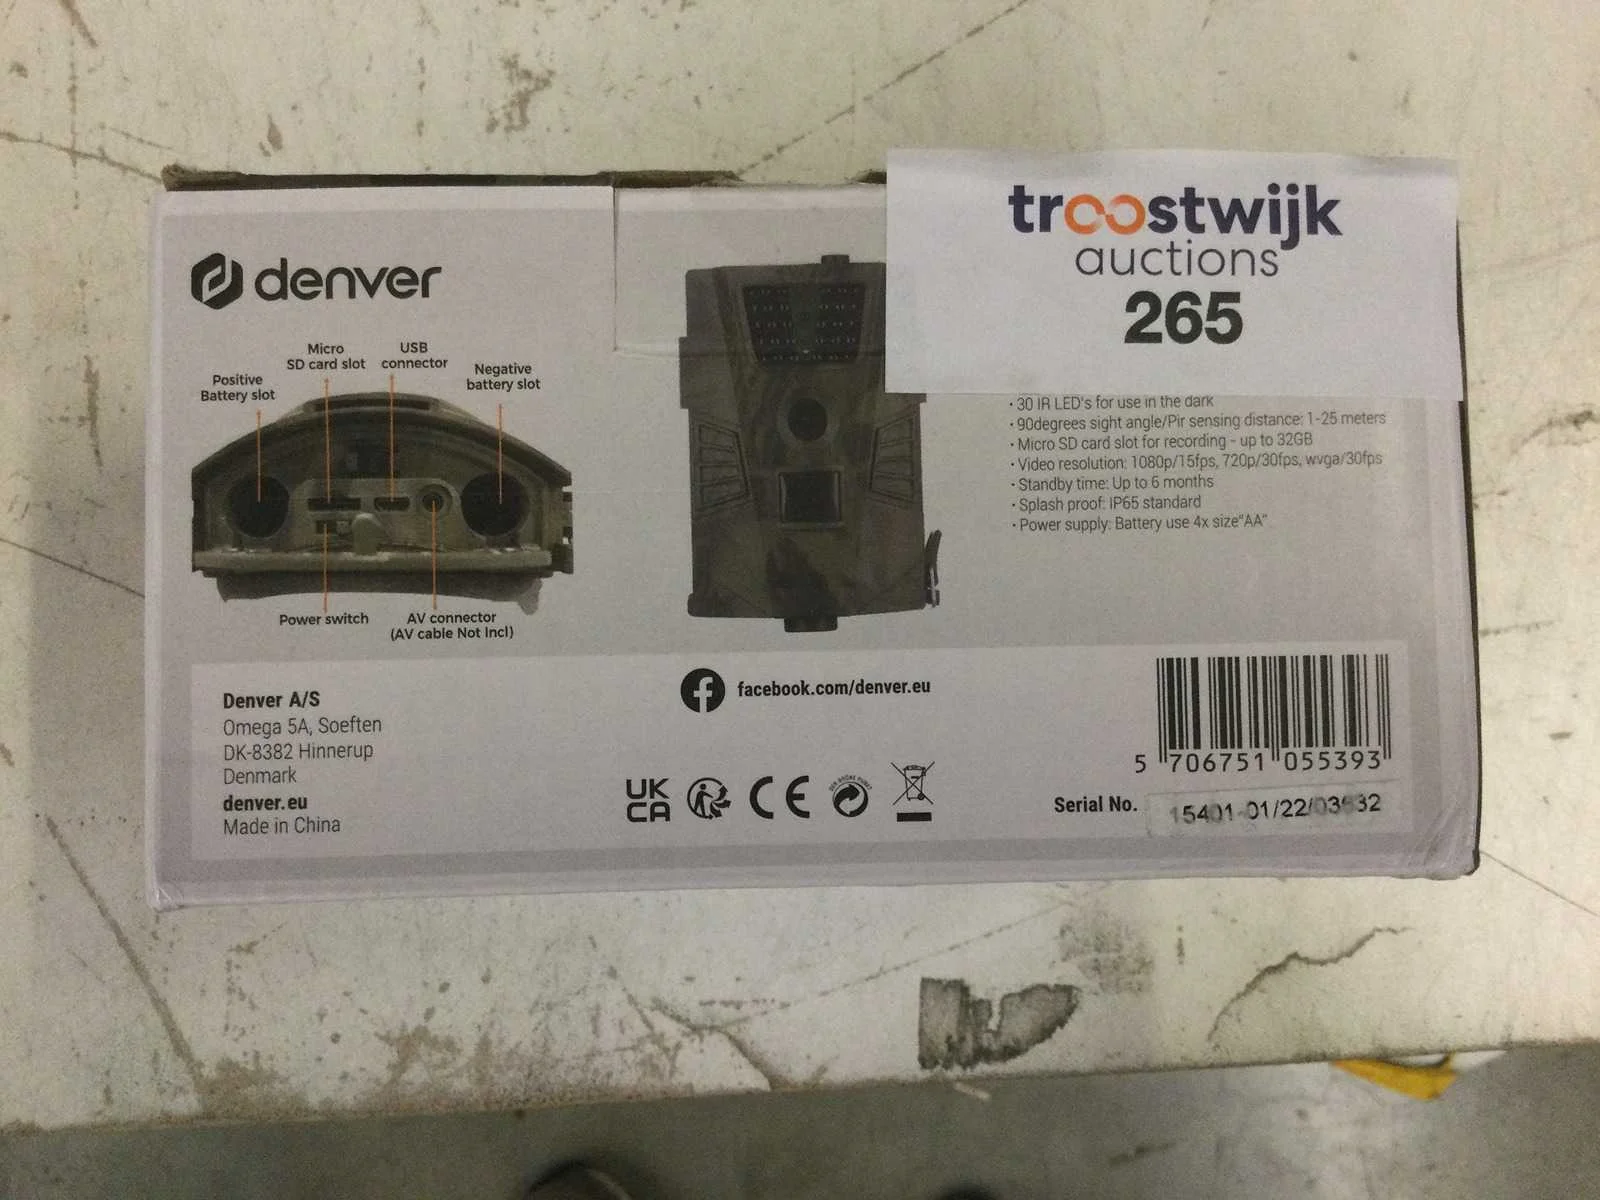 denver
Micro
SD card slot
USB
connector
Positive
Battery slot
Negative
battery slot
Power switch
AV connector
(AV cable Not Incl)
troostwijk
auctions
265
· 30 IR LED's for use in the dark
· 90degrees sight angle/Pir sensing distance: 1-25 meters
· Micro SD card slot for recording - up to 32GB
· Video resolution: 1080p/15fps, 720p/30fps, wvga/30fps
· Standby time: Up to 6 months
· Splash proof: IP65 standard
· Power supply: Battery use 4x size"AA"
Denver A/S
Omega 5A, Soeften
DK-8382 Hinnerup
Denmark
denver.eu
Made in China
facebook.com/denver.eu
UK
CA
CE
DER GRÜNE PUNKT
5 706751 055393
Serial No.